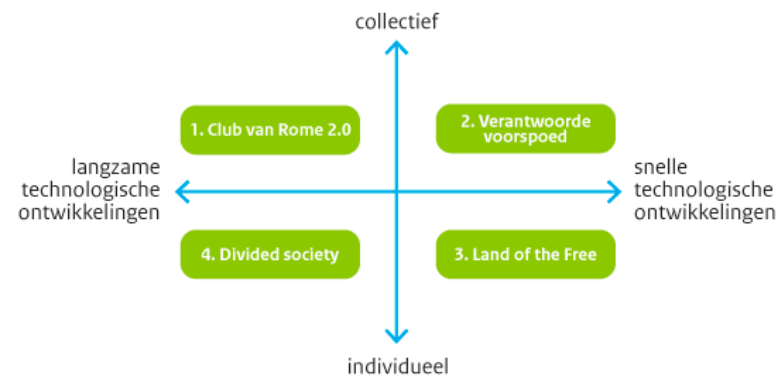 collectief
1. Club van Rome 2.0
2. Verantwoorde
voorspoed
langzame
technologische
ontwikkelingen
snelle
technologische
ontwikkelingen
4. Divided society
3. Land of the Free
individueel